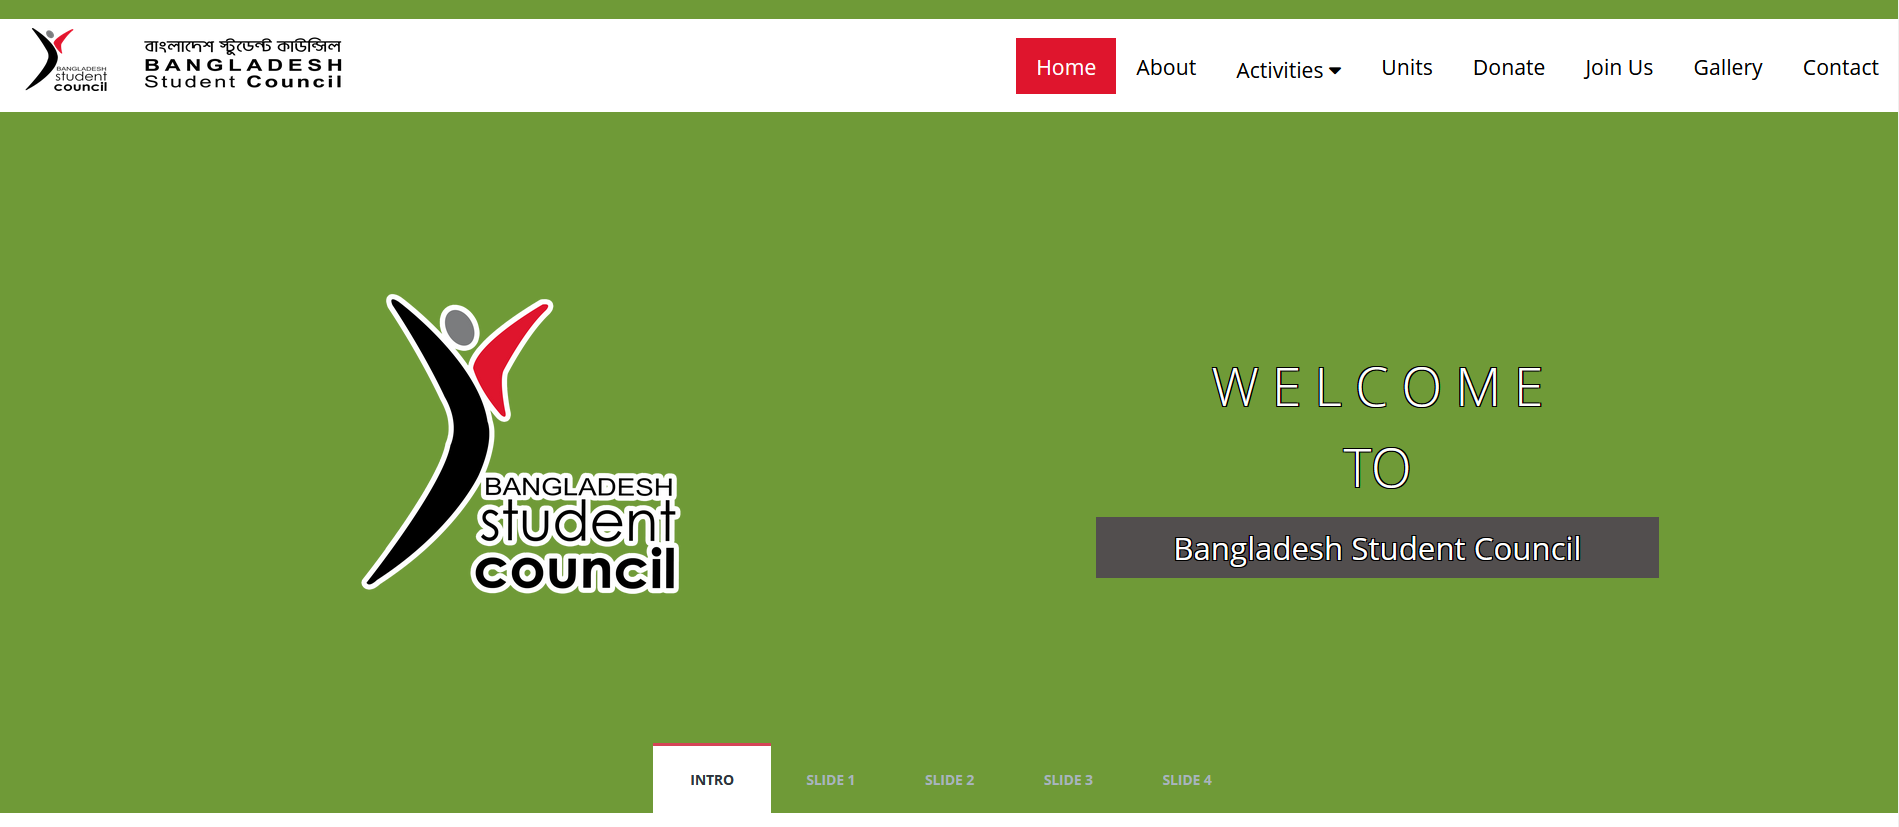 BANGLADESH
student
council
বাংলাদেশ স্টুডেন্ট কাউন্সিল
BANGLADESH
Student Council
Home About Activities Units Donate Join Us Gallery Contact
BANGLADESH
student
council
WELCOME
TO
Bangladesh Student Council
INTRO SLIDE 1 SLIDE 2 SLIDE 3 SLIDE 4